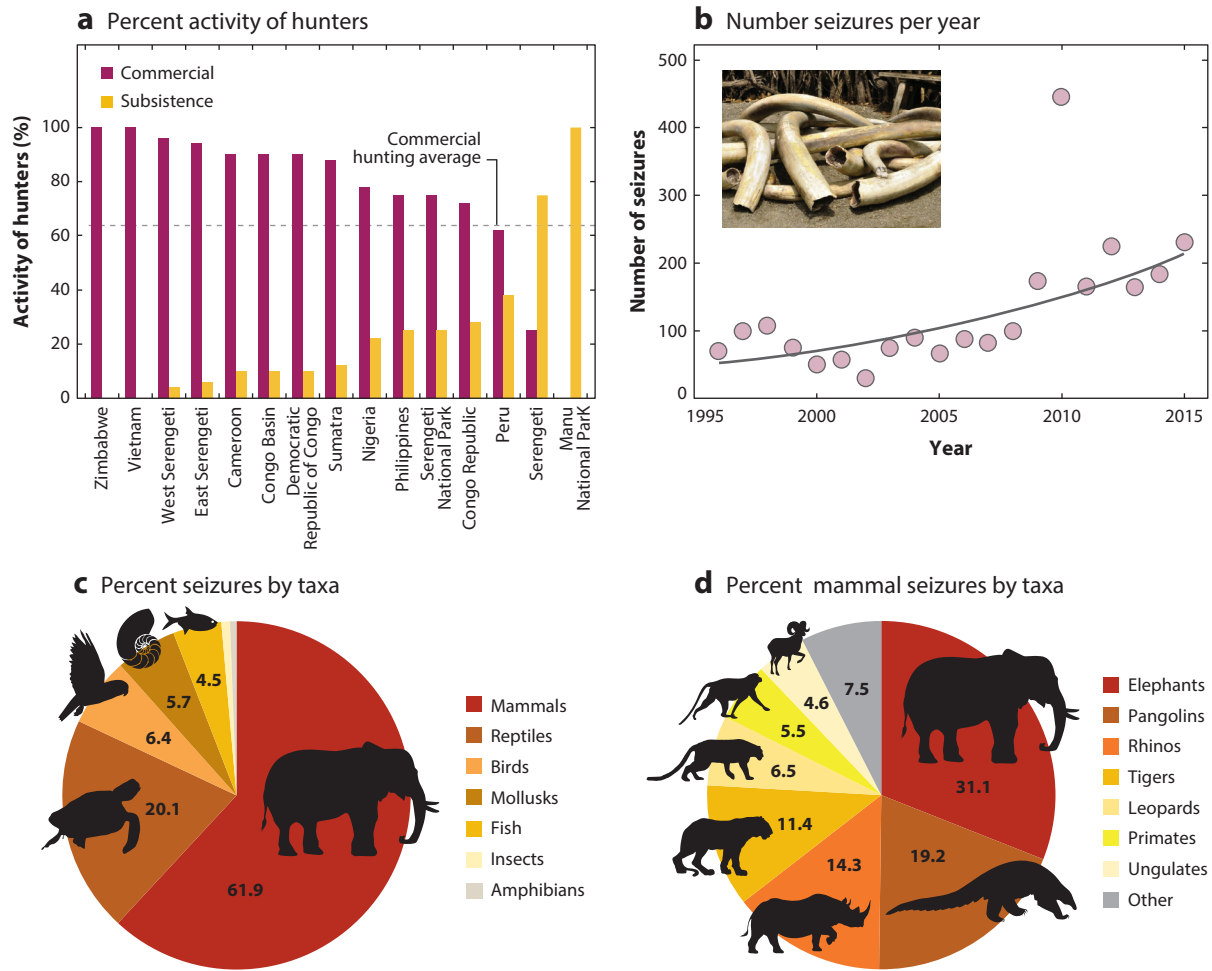 a Percent activity of hunters
Commercial
Subsistence
Commercial
hunting average
Activity of hunters (%)
100
80
60
40
20
0
Zimbabwe
Vietnam
West Serengeti
East Serengeti
Cameroon
Congo Basin
Democratic
Republic of Congo
Sumatra
Nigeria
Philippines
Serengeti
National Park
Congo Republic
Peru
Serengeti
Manu
National ParK
b Number seizures per year
Number of seizures
500
400
300
200
100
0
1995
2000
2005
2010
2015
Year
c Percent seizures by taxa
4.5
5.7
6.4
20.1
61.9
Mammals
Reptiles
Birds
Mollusks
Fish
Insects
Amphibians
d Percent mammal seizures by taxa
7.5
4.6
5.5
6.5
11.4
14.3
19.2
31.1
Elephants
Pangolins
Rhinos
Tigers
Leopards
Primates
Ungulates
Other